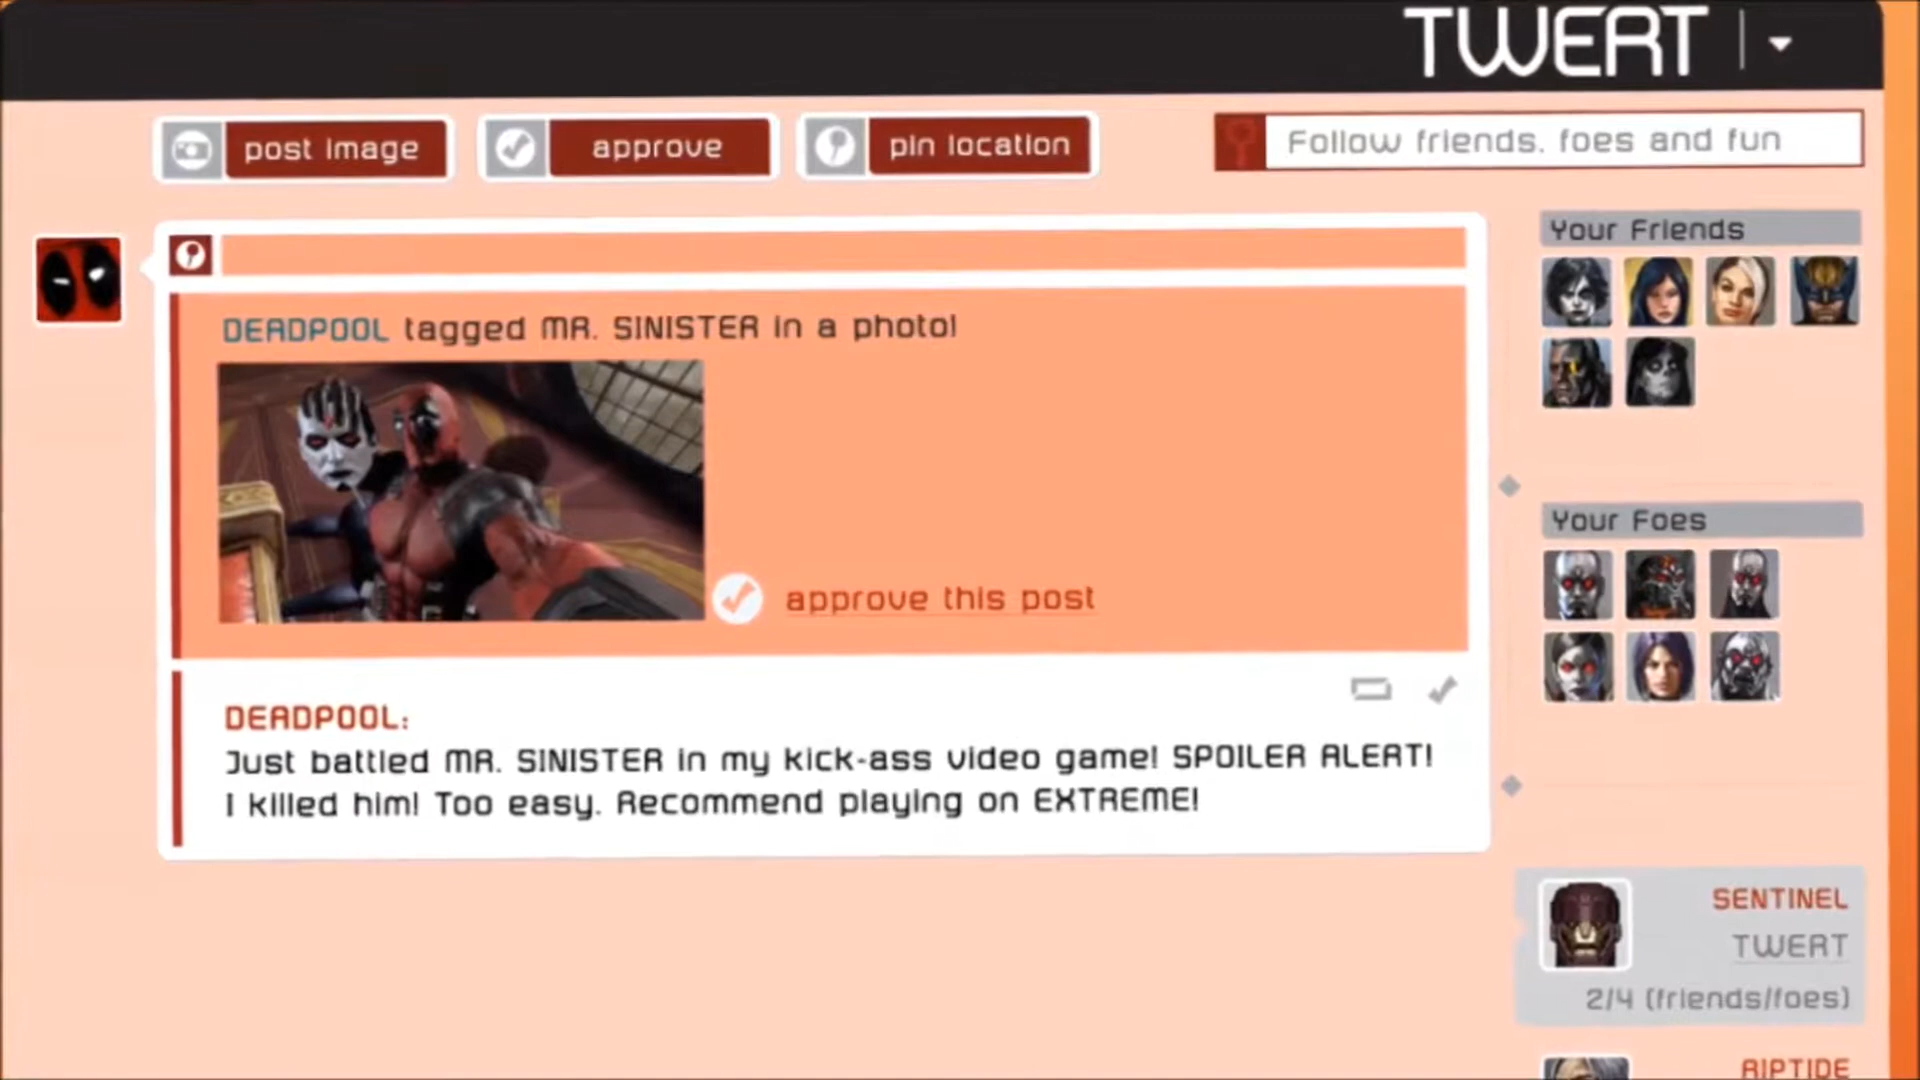 TWERT
post image
approve
pin location
Follow friends, foes and fun
Your Friends
DEADPOOL tagged MR. SINISTER in a photo!
approve this post
Your Foes
DEADPOOL:
Just battled MR. SINISTER in my kick-ass video game! SPOILER ALERT!
I killed him! Too easy. Recommend playing on EXTREME!
SENTINEL
TWERT
2/4 (friends/foes)
RIPTIDE